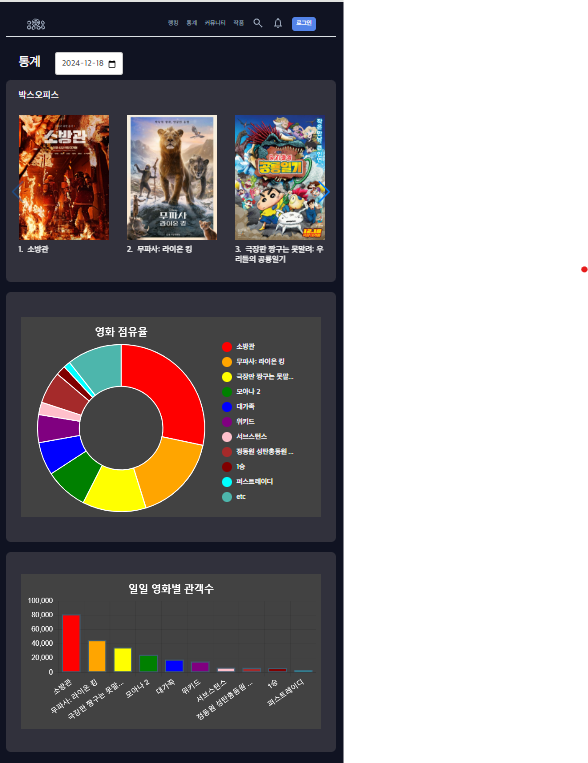 랭킹 통계 커뮤니티 작품 로그인
통계
2024-12-18
박스오피스
소방관
무파사
라이온 킹
공룡일기
1. 소방관
2. 무파사: 라이온 킹
3. 극장판 짱구는 못말려: 우
리들의 공룡일기
영화 점유율
소방관
무파사: 라이온 킹
극장판 짱구는 못말...
모아나 2
대가족
위키드
서브스턴스
정동원 성탄총동원 ...
1승
퍼스트레이디
etc
일일 영화별 관객수
100,000
80,000
60,000
40,000
20,000
0
소방관
무파사: 라이온 킹
극장판 짱구는 못말...
모아나 2
대가족
위키드
서브스턴스
정동원 성탄총동원 ...
1승
퍼스트레이디